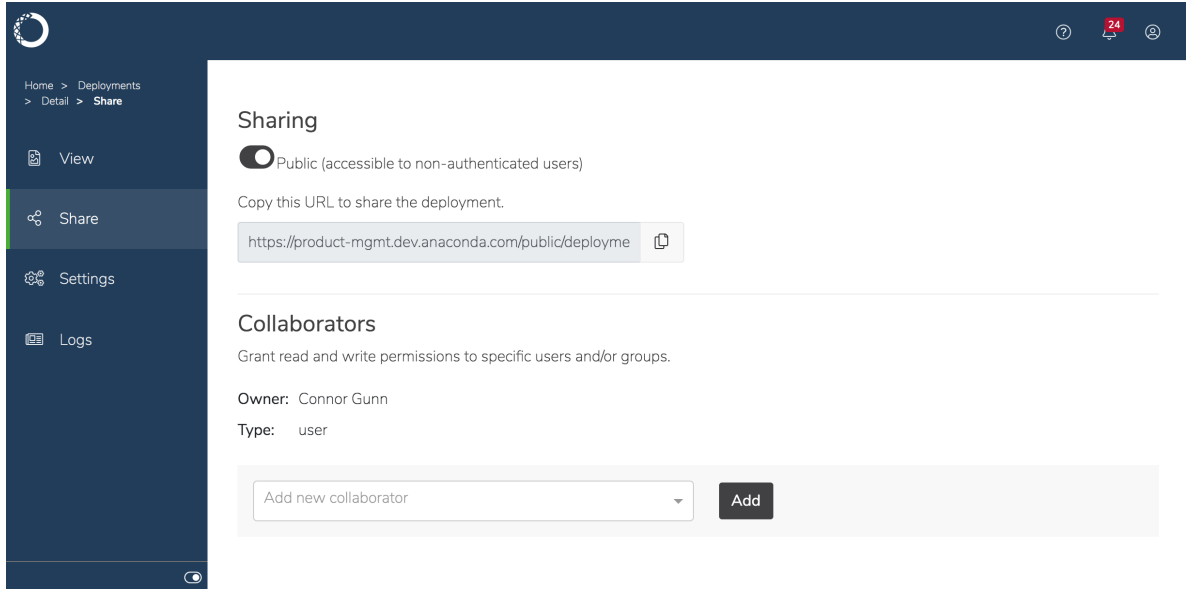 24
Home > Deployments
> Detail > Share
View
Share
Settings
Logs
Sharing
Public (accessible to non-authenticated users)
Copy this URL to share the deployment.
https://product-mgmt.dev.anaconda.com/public/deployme
Collaborators
Grant read and write permissions to specific users and/or groups.
Owner: Connor Gunn
Type: user
Add new collaborator
Add